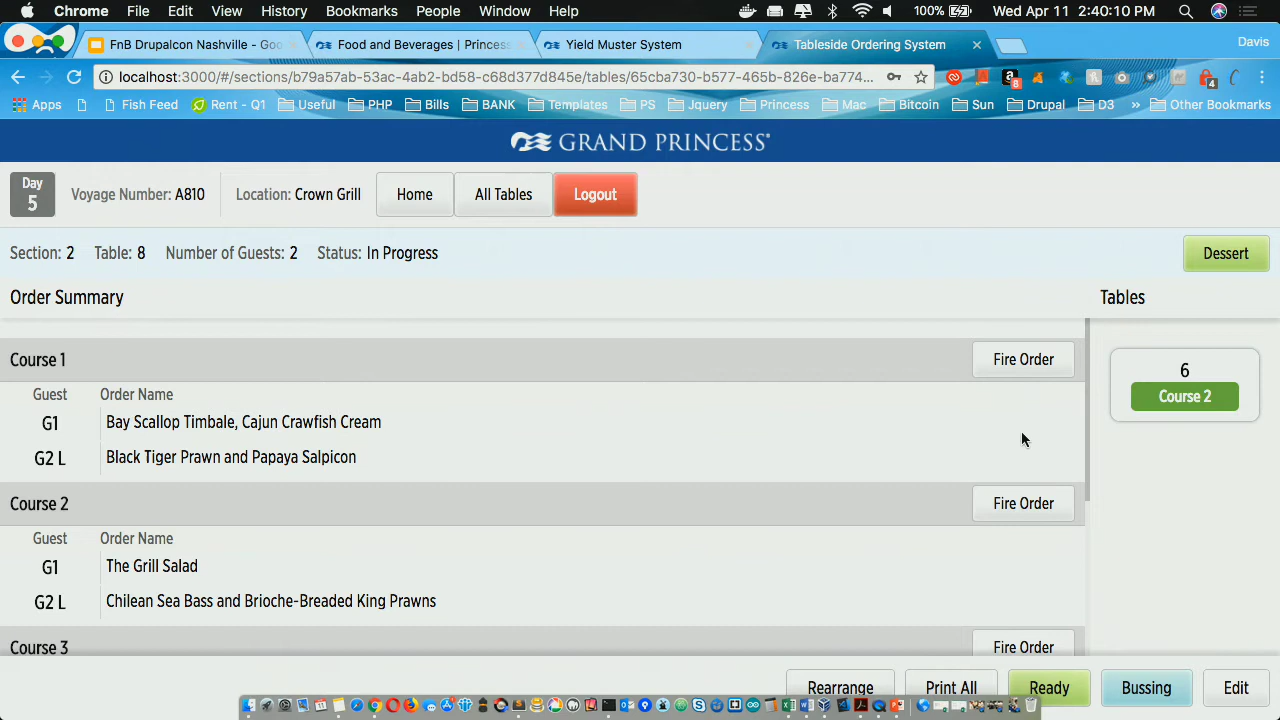 Chrome File Edit View History Bookmarks People Window Help 100% Wed Apr 11 2:40:10 PM
FnB Drupalcon Nashville - Goo Food and Beverages | Princess Yield Muster System Tableside Ordering System Davis
localhost:3000/#/sections/b79a57ab-53ac-4ab2-bd58-c68d377d845e/tables/65cba730-b577-465b-826e-ba774... 8 4
Apps Fish Feed Rent - Q1 Useful PHP Bills BANK Templates PS Jquery Princess Mac Bitcoin Sun Drupal D3 » Other Bookmarks
GRAND PRINCESS
Day 5 Voyage Number: A810 Location: Crown Grill Home All Tables Logout
Section: 2 Table: 8 Number of Guests: 2 Status: In Progress Dessert
Order Summary Tables
Course 1 Fire Order
6
Course 2
Guest Order Name
G1 Bay Scallop Timbale, Cajun Crawfish Cream
G2 L Black Tiger Prawn and Papaya Salpicon
Course 2 Fire Order
Guest Order Name
G1 The Grill Salad
G2 L Chilean Sea Bass and Brioche-Breaded King Prawns
Course 3 Fire Order
Rearrange Print All Ready Bussing Edit